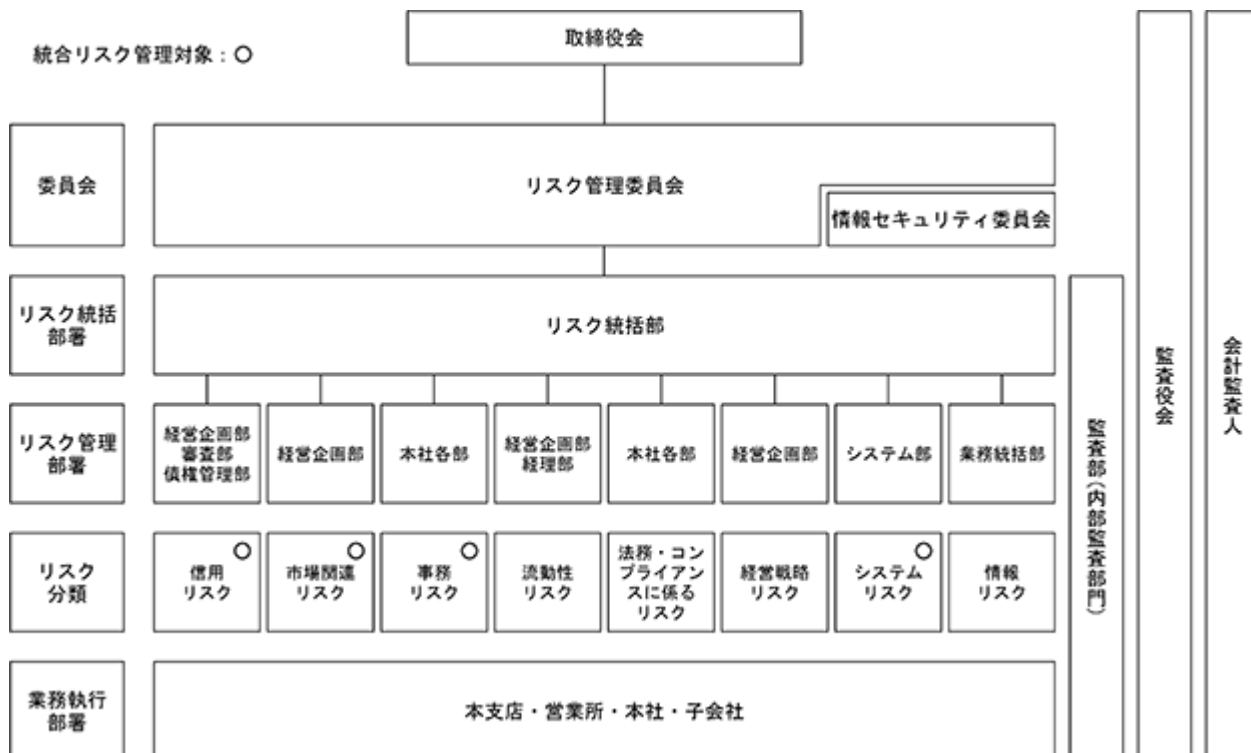 取締役会
統合リスク管理対象：○
委員会
リスク管理委員会
情報セキュリティ委員会
リスク統括
部署
リスク統括部
リスク管理
部署
経営企画部
審査部
債権管理部
経営企画部
本社各部
経営企画部
経理部
本社各部
経営企画部
システム部
業務統括部
リスク
分類
○
信用
リスク
○
市場関連
リスク
○
事務
リスク
流動性
リスク
法務・コン
プライアン
スに係る
リスク
経営戦略
リスク
○
システム
リスク
情報
リスク
業務執行
部署
本支店・営業所・本社・子会社
監査部（内部監査部門）
監査役会
会計監査人